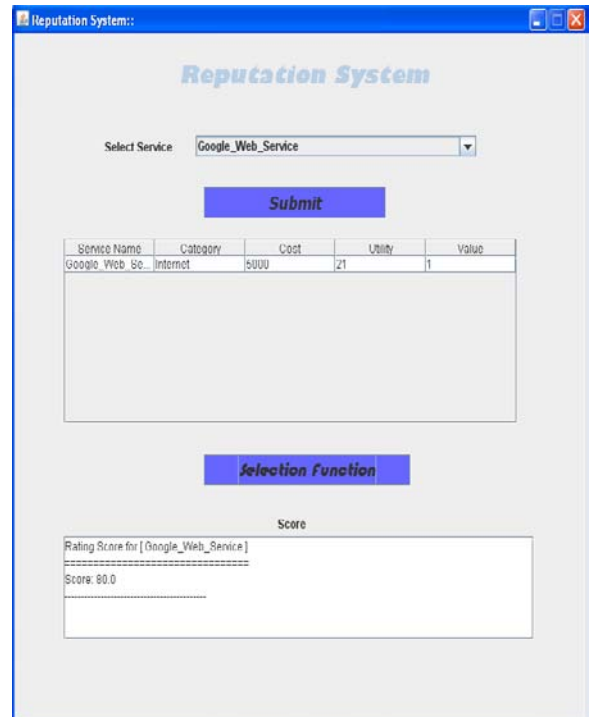 Reputation System::
Reputation System
Select Service Google_Web_Service
Submit
Service Name Category Cost Utility Value
Google_Web_Se... Internet 5000 21 1
Selection Function
Score
Rating Score for [ Google_Web_Service ]
================================
Score: 80.0
-------------------------------------------